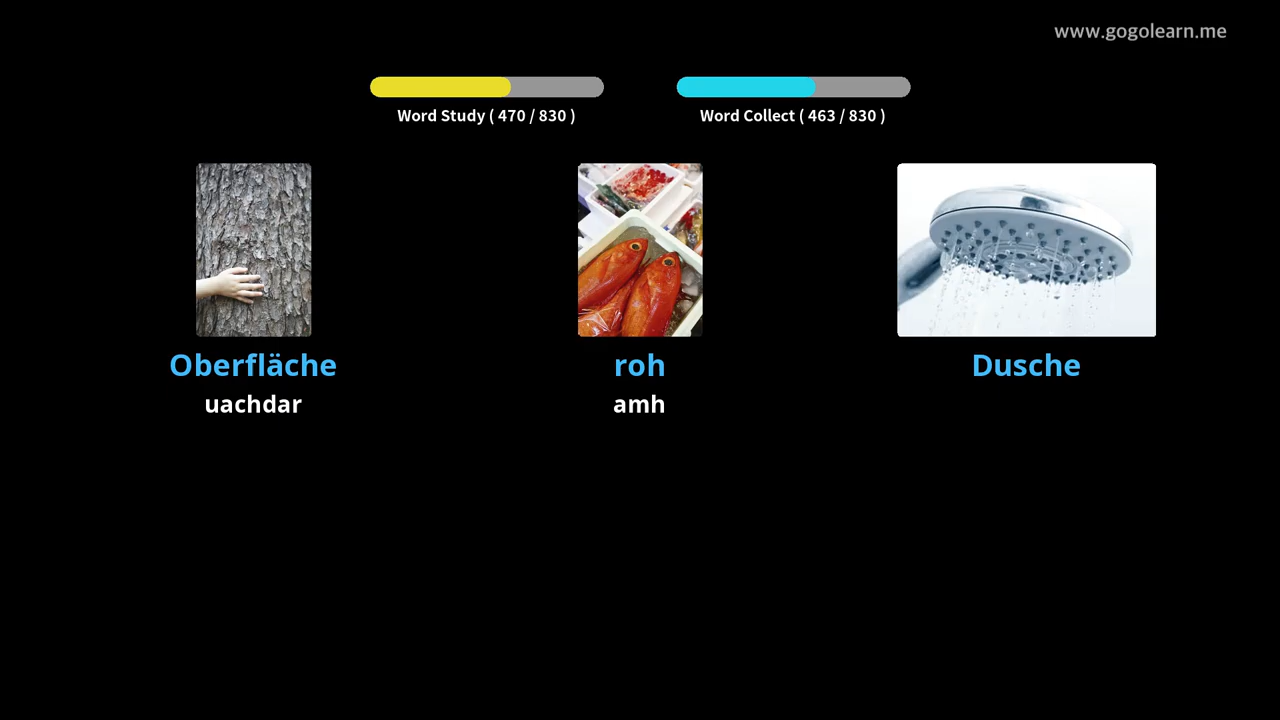 www.gogolearn.me
Word Study ( 470 / 830 )
Word Collect ( 463 / 830 )
Oberfläche
uachdar
roh
amh
Dusche